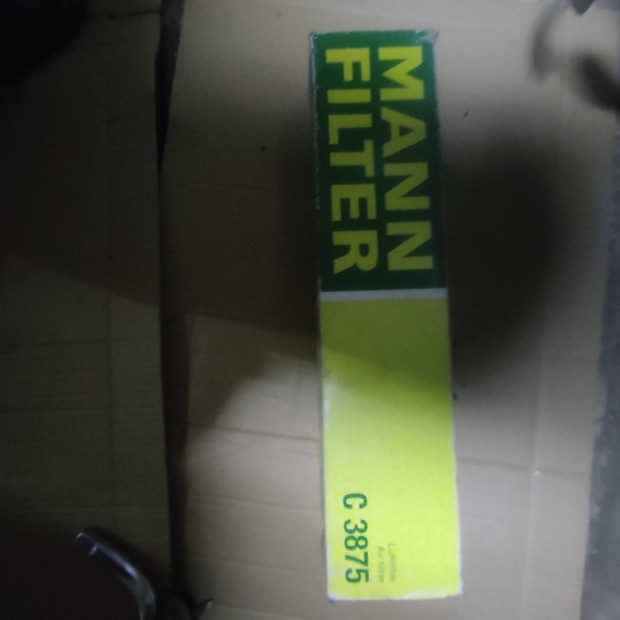 MANN
FILTER
C 3875
Luftfilter
Air filter